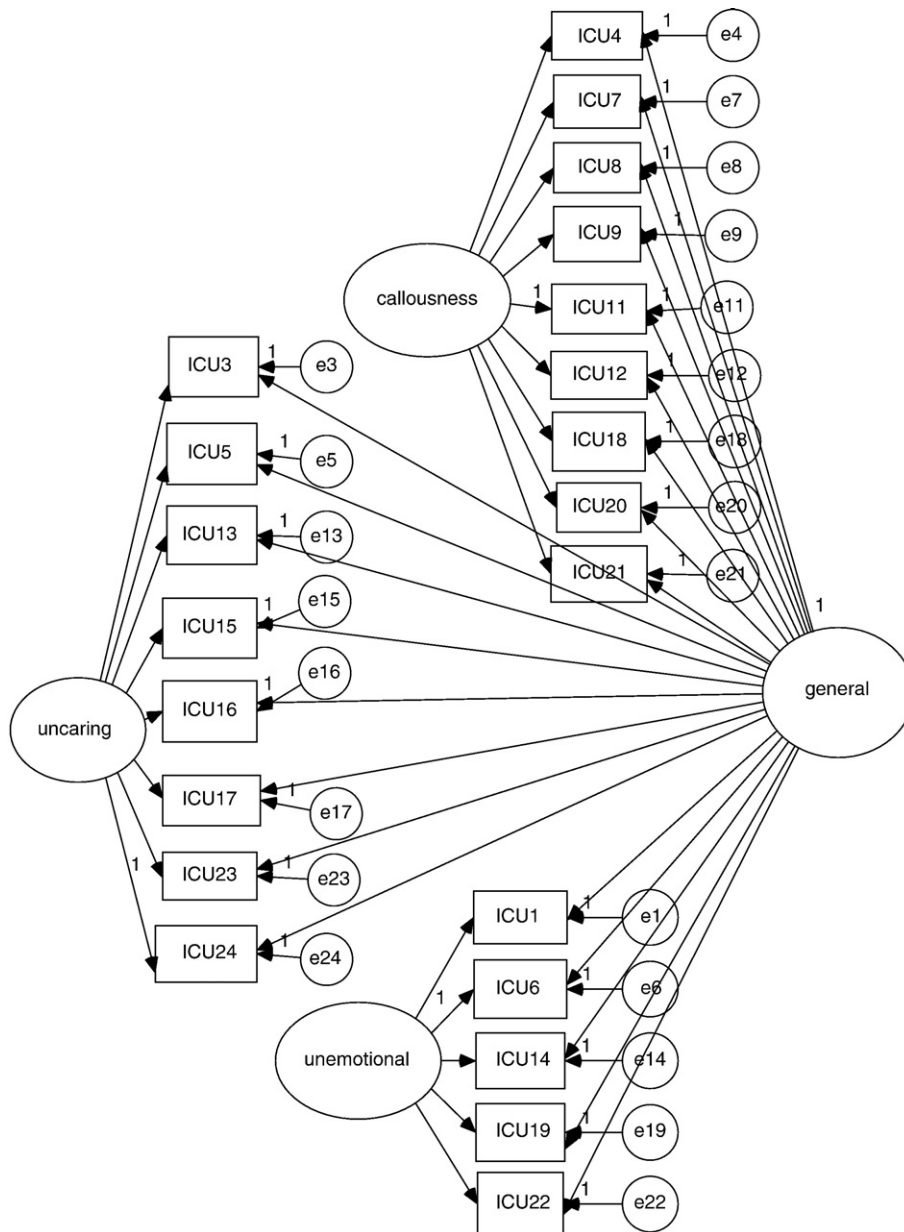 ICU4 1 e4
ICU7 1 e7
ICU8 1 e8
ICU9 1 e9
callousness
1 ICU11 1 e11
ICU12 1 e12
ICU18 1 e18
ICU20 1 e20
ICU21 1 e21
ICU3 1 e3
ICU5 1 e5
ICU13 1 e13
ICU15 1 e15
ICU16 1 e16
uncaring
ICU17 1 e17
ICU23 1 e23
1 ICU24 1 e24
1
general
ICU1 1 e1
1 ICU6 1 e6
unemotional
ICU14 1 e14
ICU19 1 e19
ICU22 1 e22